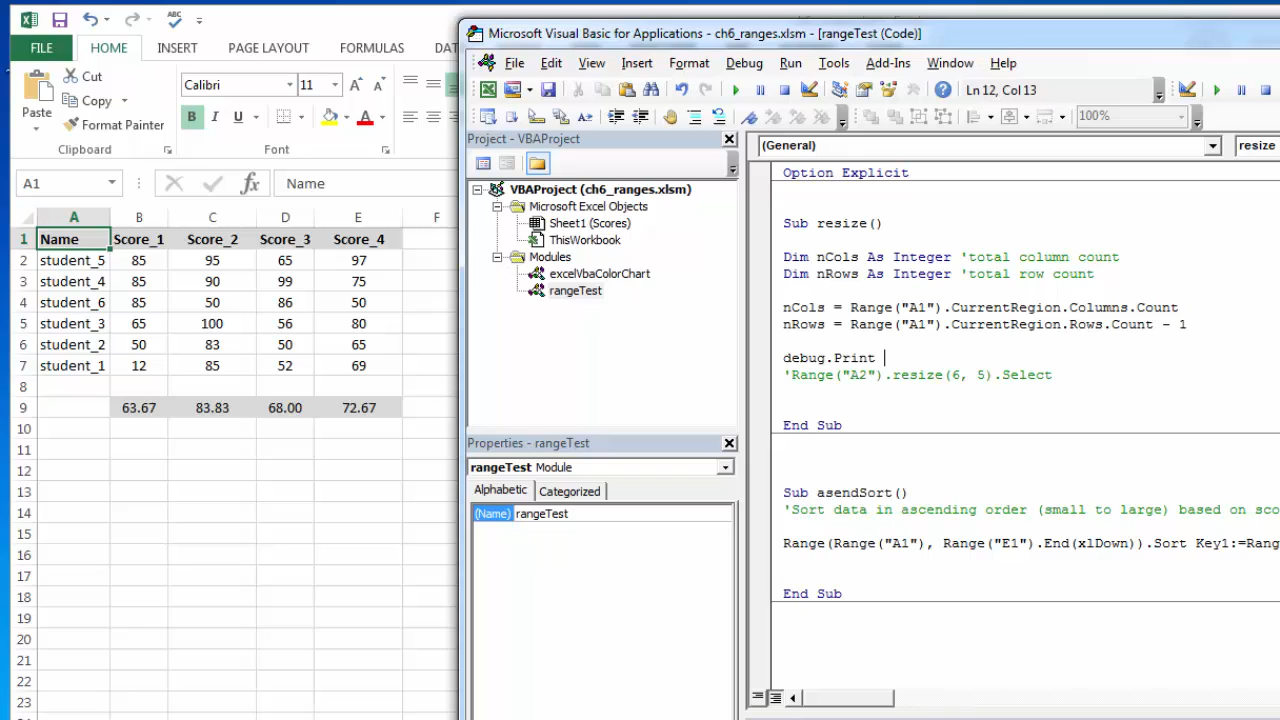 ABC
FILE HOME INSERT PAGE LAYOUT FORMULAS DAT
Paste
Cut
Copy
Format Painter
Clipboard
Calibri 11
B I U
Font
A1 fx Name
A B C D E F
1 Name Score_1 Score_2 Score_3 Score_4
2 student_5 85 95 65 97
3 student_4 85 90 99 75
4 student_6 85 50 86 50
5 student_3 65 100 56 80
6 student_2 50 83 50 65
7 student_1 12 85 52 69
8
9 63.67 83.83 68.00 72.67
10
11
12
13
14
15
16
17
18
19
20
21
22
23
Microsoft Visual Basic for Applications - ch6_ranges.xlsm - [rangeTest (Code)]
File Edit View Insert Format Debug Run Tools Add-Ins Window Help
Ln 12, Col 13
100%
Project - VBAProject
VBAProject (ch6_ranges.xlsm)
Microsoft Excel Objects
Sheet1 (Scores)
ThisWorkbook
Modules
excelVbaColorChart
rangeTest
Properties - rangeTest
rangeTest Module
Alphabetic Categorized
(Name) rangeTest
(General) resize
Option Explicit
Sub resize()
Dim nCols As Integer 'total column count
Dim nRows As Integer 'total row count
nCols = Range("A1").CurrentRegion.Columns.Count
nRows = Range("A1").CurrentRegion.Rows.Count - 1
debug.Print
'Range("A2").resize(6, 5).Select
End Sub
Sub asendSort()
'Sort data in ascending order (small to large) based on sco
Range(Range("A1"), Range("E1").End(xlDown)).Sort Key1:=Rang
End Sub